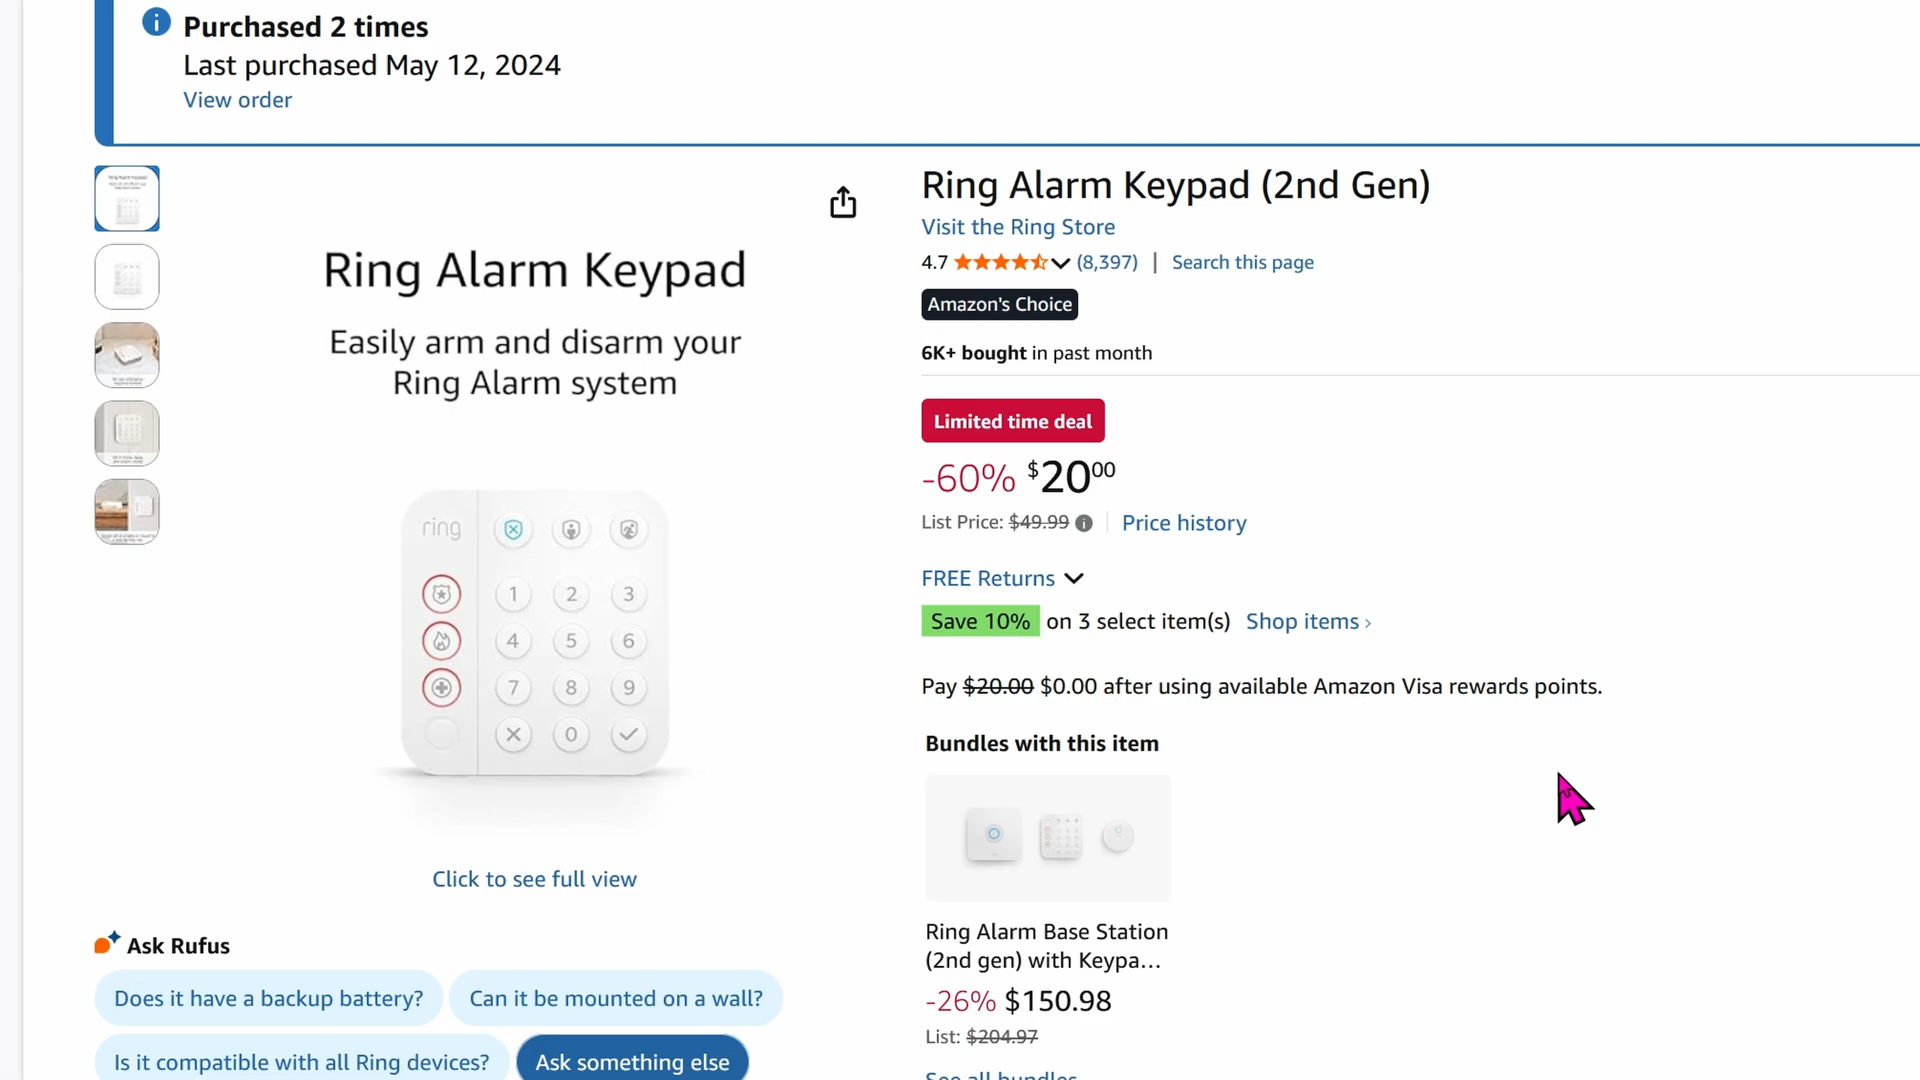 Purchased 2 times
Last purchased May 12, 2024
View order
Ring Alarm Keypad
Easily arm and disarm your
Ring Alarm system
ring
1 2 3
4 5 6
7 8 9
0
Click to see full view
Ask Rufus
Does it have a backup battery?
Can it be mounted on a wall?
Is it compatible with all Ring devices?
Ask something else
Ring Alarm Keypad (2nd Gen)
Visit the Ring Store
4.7 (8,397) | Search this page
Amazon's Choice
6K+ bought in past month
Limited time deal
-60% $2000
List Price: $49.99 Price history
FREE Returns
Save 10% on 3 select item(s) Shop items ›
Pay $20.00 $0.00 after using available Amazon Visa rewards points.
Bundles with this item
Ring Alarm Base Station
(2nd gen) with Keypa...
-26% $150.98
List: $204.97
See all bundles